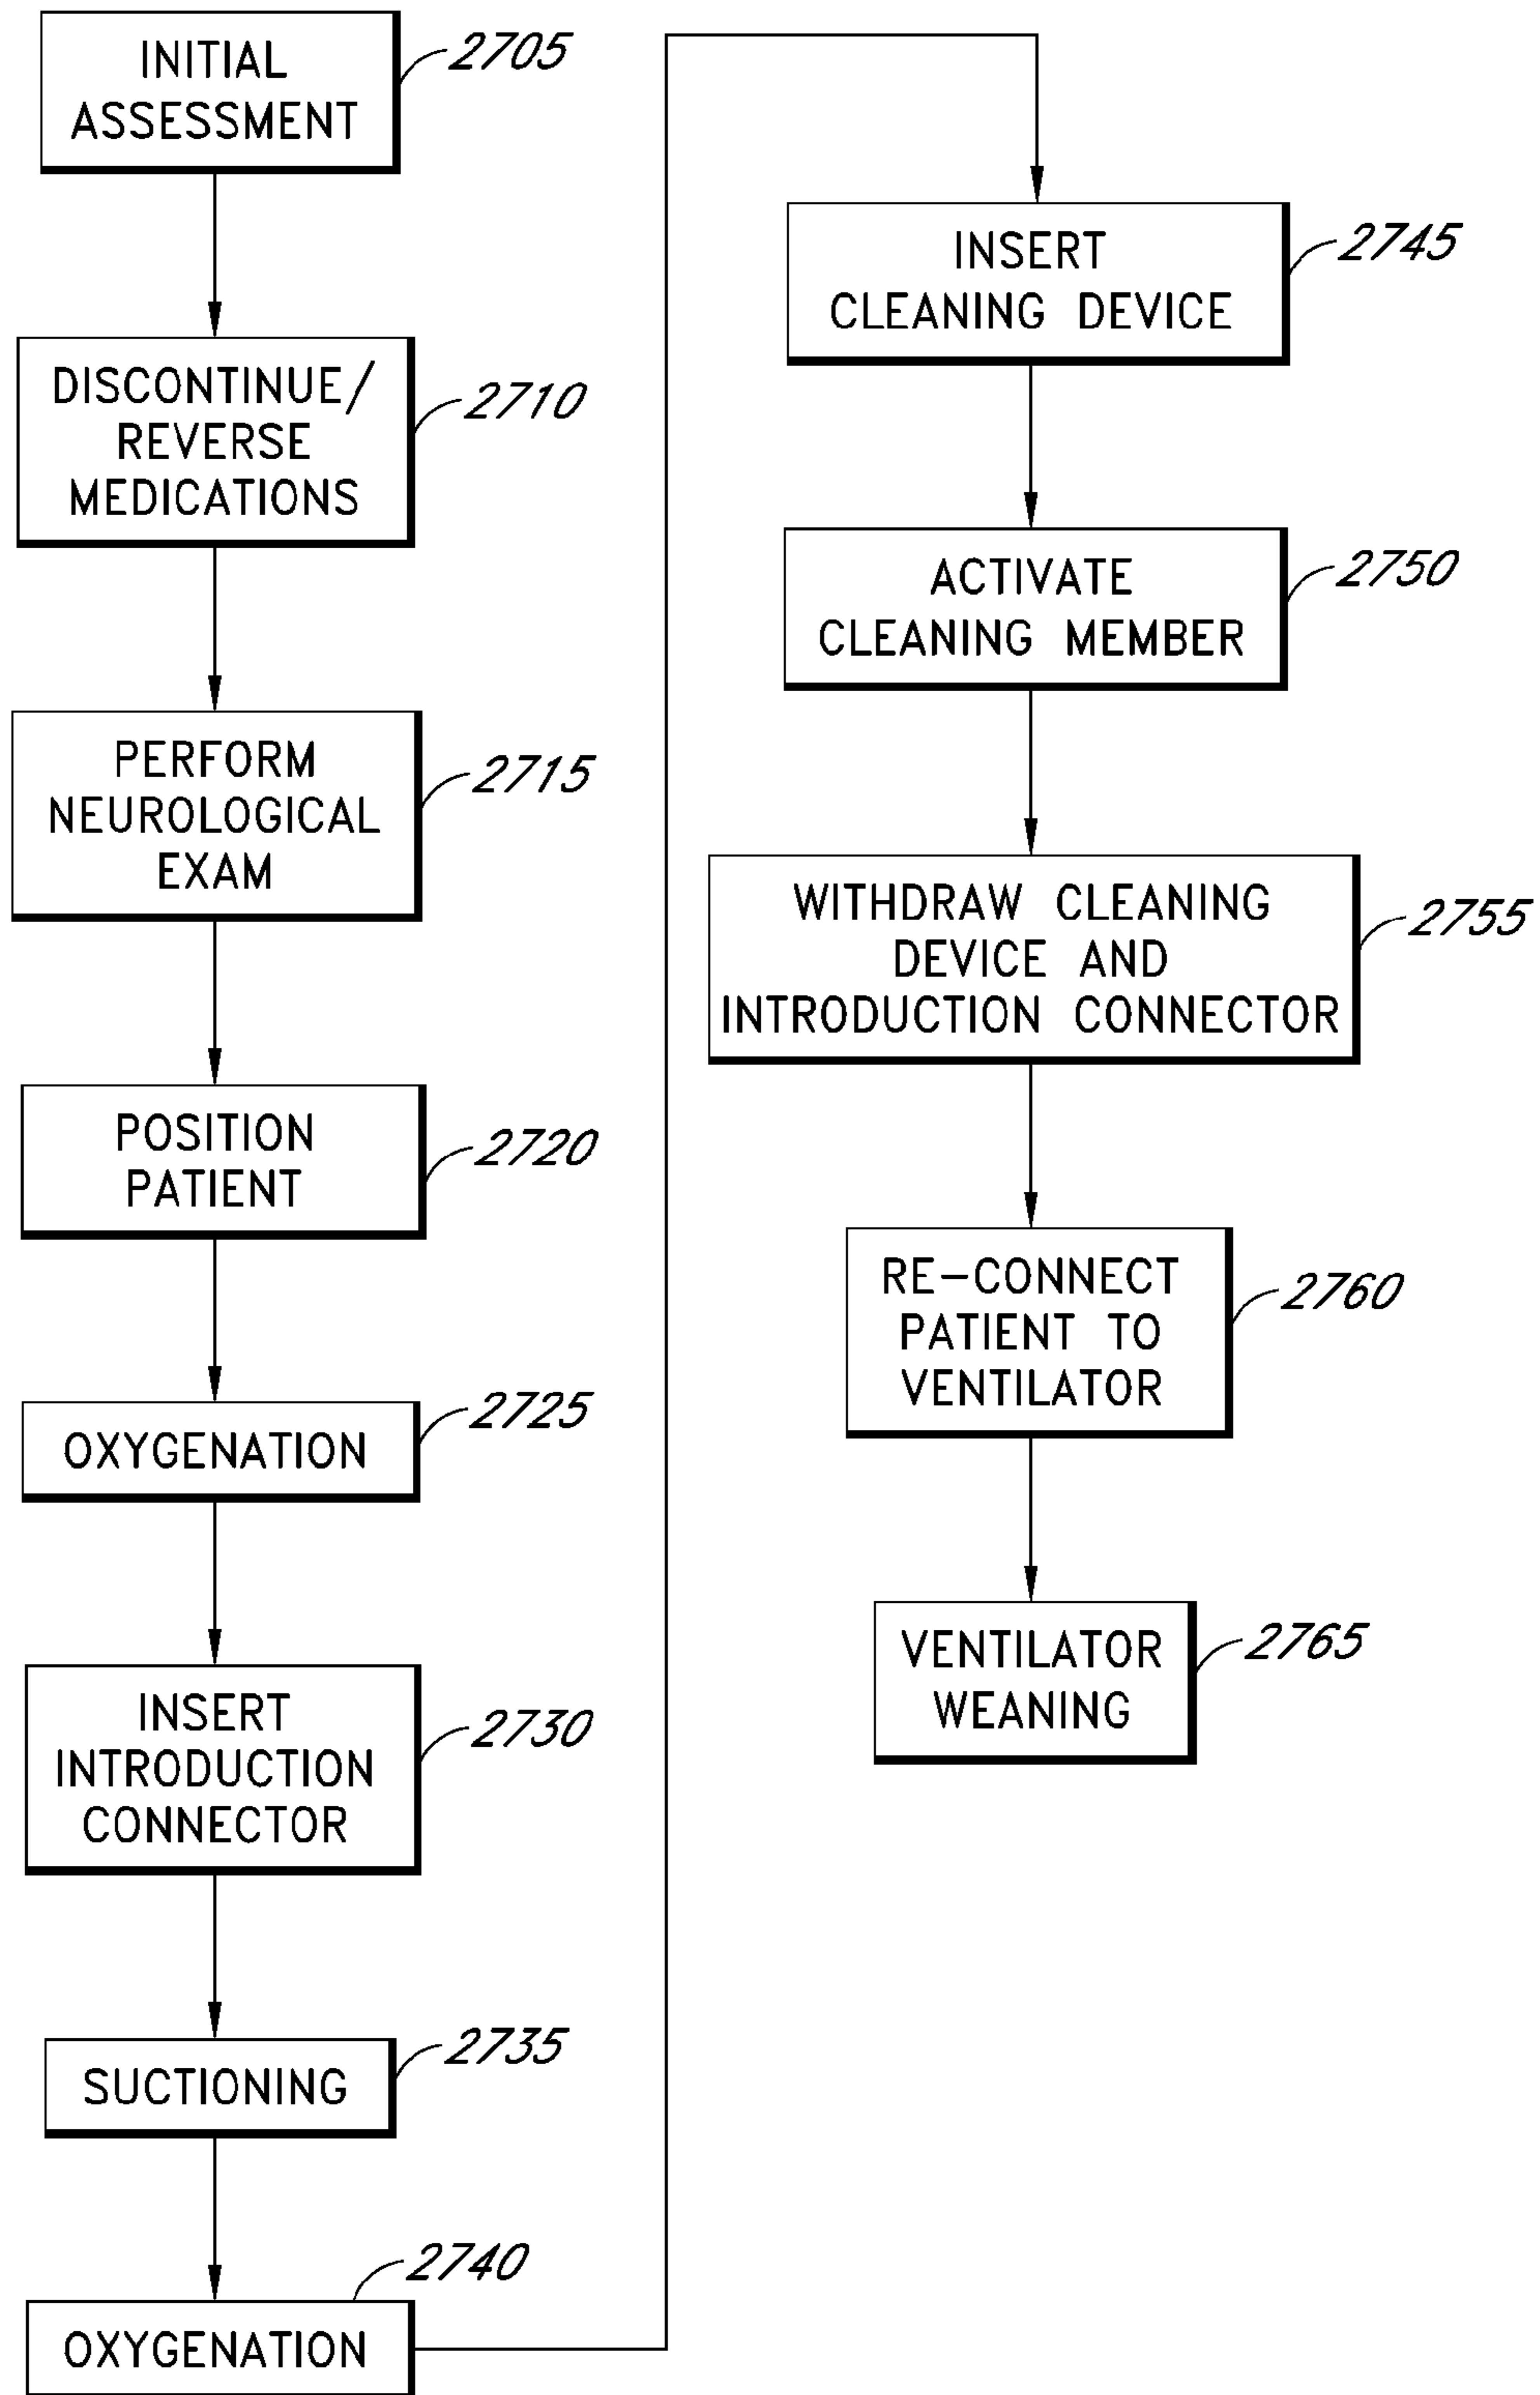 INITIAL
ASSESSMENT
2705
DISCONTINUE/
REVERSE
MEDICATIONS
2710
PERFORM
NEUROLOGICAL
EXAM
2715
POSITION
PATIENT
2720
OXYGENATION
2725
INSERT
INTRODUCTION
CONNECTOR
2730
SUCTIONING
2735
OXYGENATION
2740
INSERT
CLEANING DEVICE
2745
ACTIVATE
CLEANING MEMBER
2750
WITHDRAW CLEANING
DEVICE AND
INTRODUCTION CONNECTOR
2755
RE-CONNECT
PATIENT TO
VENTILATOR
2760
VENTILATOR
WEANING
2765